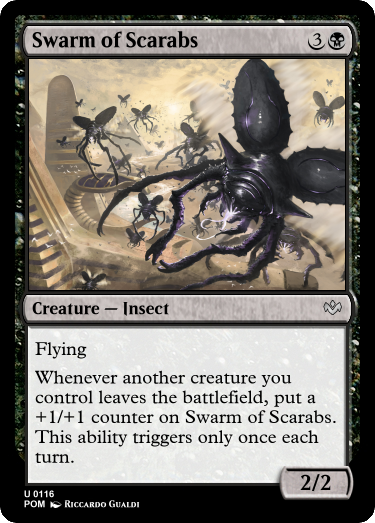 Swarm of Scarabs 3
Creature — Insect
Flying
Whenever another creature you
control leaves the battlefield, put a
+1/+1 counter on Swarm of Scarabs.
This ability triggers only once each
turn.
2/2
U 0116
POM Riccardo Gualdi